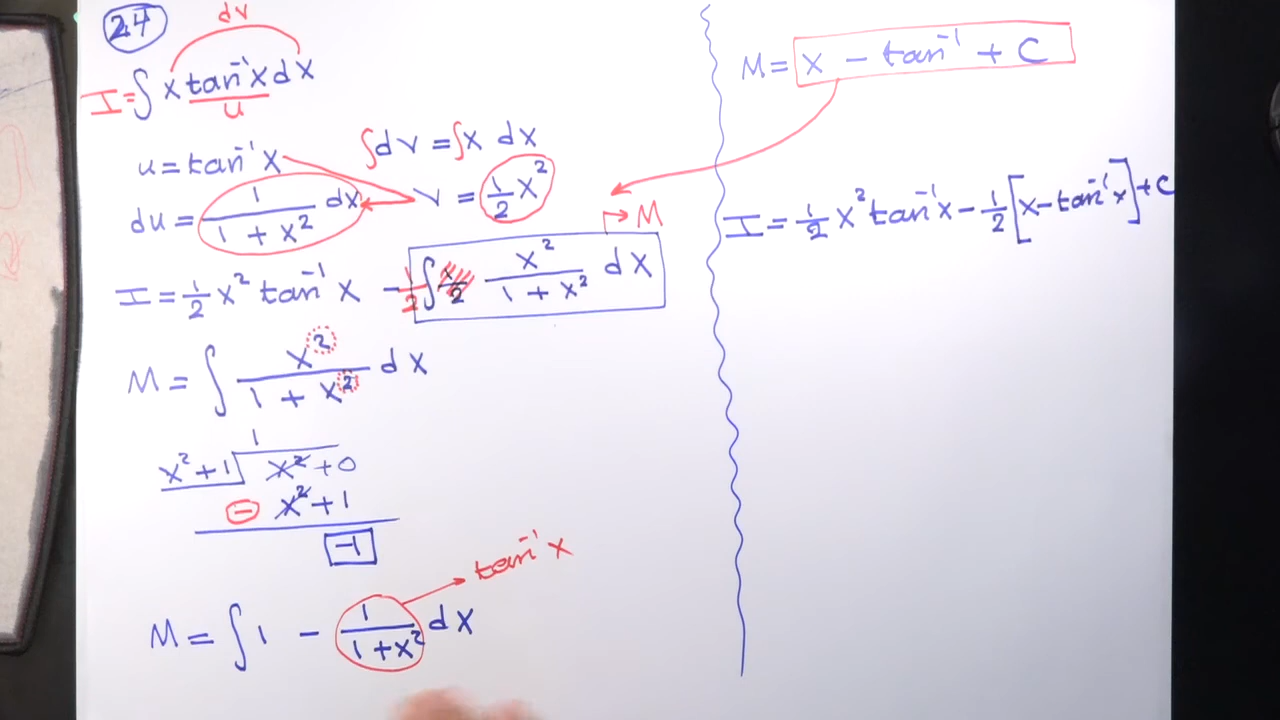 24
dv
I = ∫ x tan⁻¹x dx
u
u = tan⁻¹x
∫dv = ∫x dx
du = 1/(1 + x²) dx
v = 1/2 x²
M
I = 1/2 x² tan⁻¹ x - 1/2 ∫ x²/(1 + x²) dx
M = ∫ x²/(1 + x²) dx
1
x² + 1 x² + 0
- x² + 1
-1
tan⁻¹ x
M = ∫ 1 - 1/(1 + x²) dx
M = x - tan⁻¹ + C
I = 1/2 x² tan⁻¹x - 1/2 [x - tan⁻¹x] + C